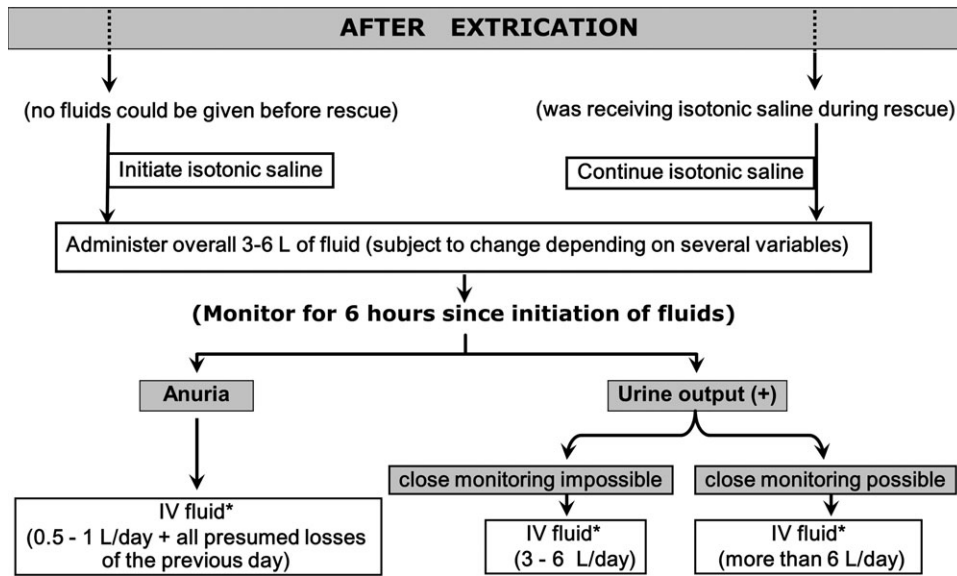 AFTER EXTRICATION
(no fluids could be given before rescue)
(was receiving isotonic saline during rescue)
Initiate isotonic saline
Continue isotonic saline
Administer overall 3-6 L of fluid (subject to change depending on several variables)
(Monitor for 6 hours since initiation of fluids)
Anuria
Urine output (+)
close monitoring impossible
close monitoring possible
IV fluid*
(0.5 - 1 L/day + all presumed losses
of the previous day)
IV fluid*
(3 - 6 L/day)
IV fluid*
(more than 6 L/day)